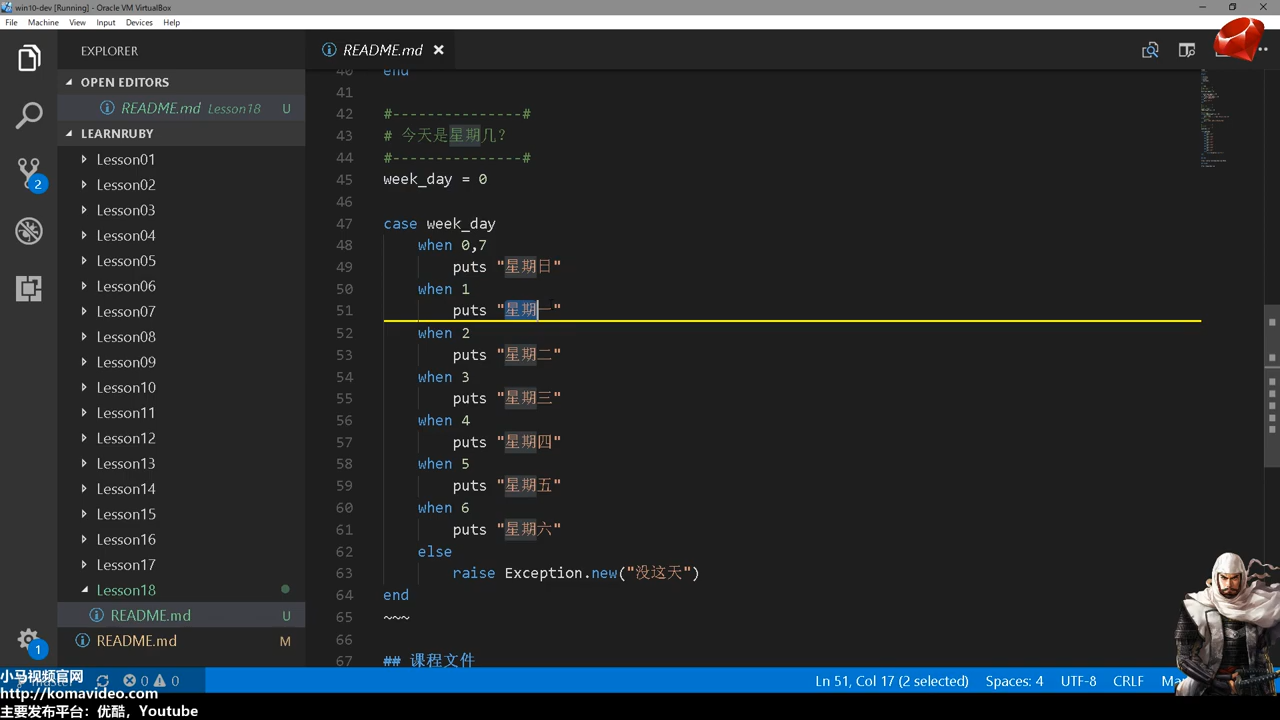 win10-dev [Running] - Oracle VM VirtualBox
File Machine View Input Devices Help
EXPLORER
README.md
OPEN EDITORS
README.md Lesson18 U
LEARNRUBY
Lesson01
Lesson02
Lesson03
Lesson04
Lesson05
Lesson06
Lesson07
Lesson08
Lesson09
Lesson10
Lesson11
Lesson12
Lesson13
Lesson14
Lesson15
Lesson16
Lesson17
Lesson18
README.md U
README.md M
2
1
40 end
41
42 #---------------#
43 # 今天是星期几?
44 #---------------#
45 week_day = 0
46
47 case week_day
48 when 0,7
49 puts "星期日"
50 when 1
51 puts "星期一"
52 when 2
53 puts "星期二"
54 when 3
55 puts "星期三"
56 when 4
57 puts "星期四"
58 when 5
59 puts "星期五"
60 when 6
61 puts "星期六"
62 else
63 raise Exception.new("没这天")
64 end
65 ~~~
66
67 ## 课程文件
小马视频官网
http://komavideo.com
主要发布平台：优酷，Youtube
0 0
Ln 51, Col 17 (2 selected) Spaces: 4 UTF-8 CRLF